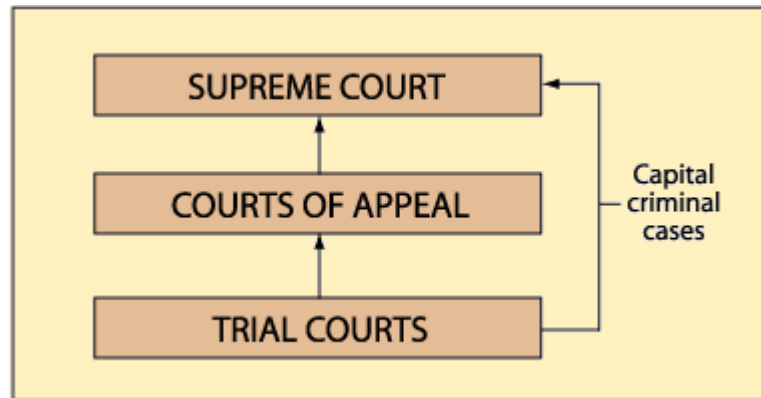 SUPREME COURT
COURTS OF APPEAL
Capital
criminal
cases
TRIAL COURTS